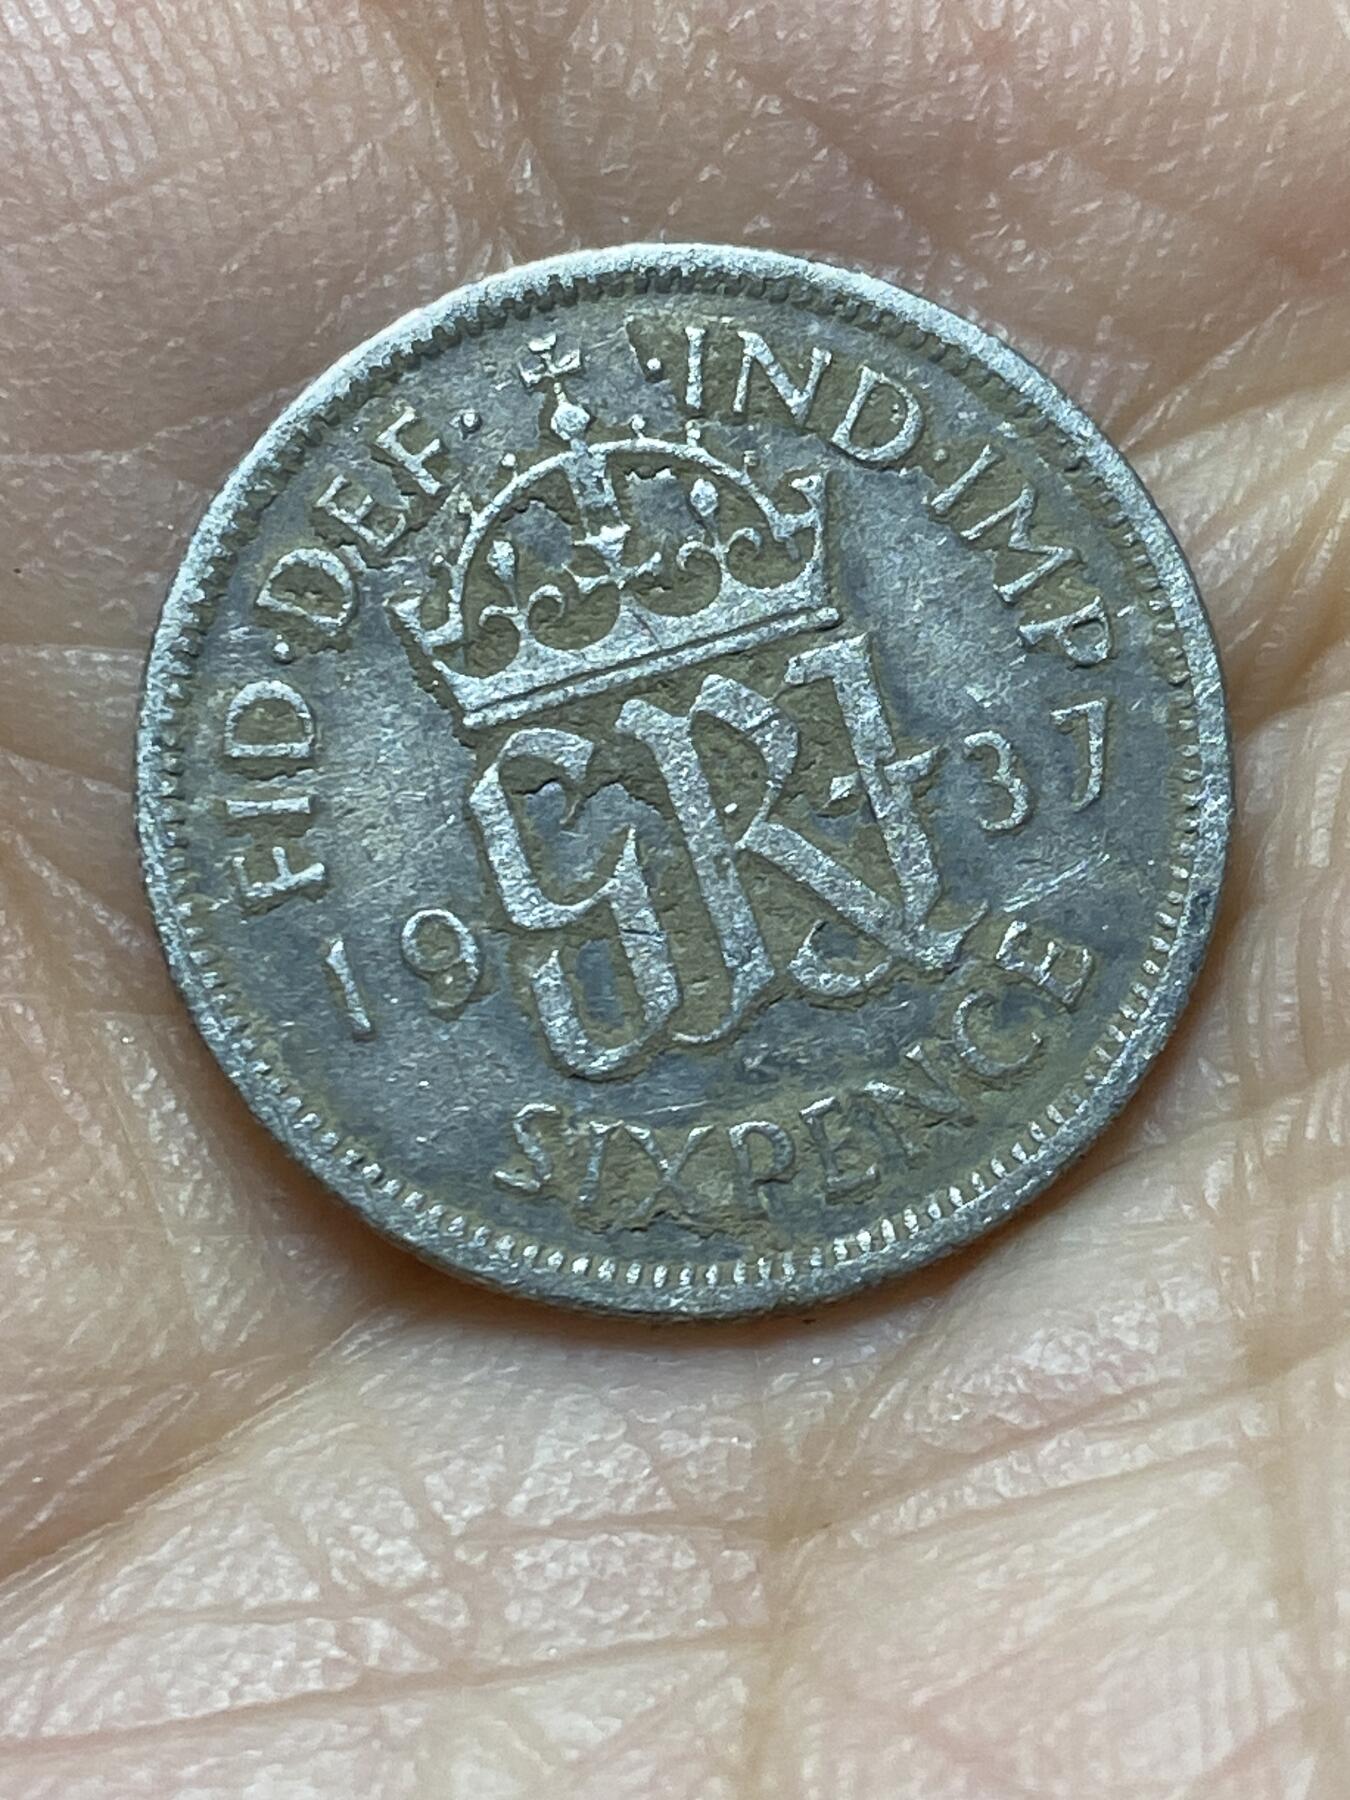 FID·DEF· ·IND·IMP
GRI
1937
SIXPENCE